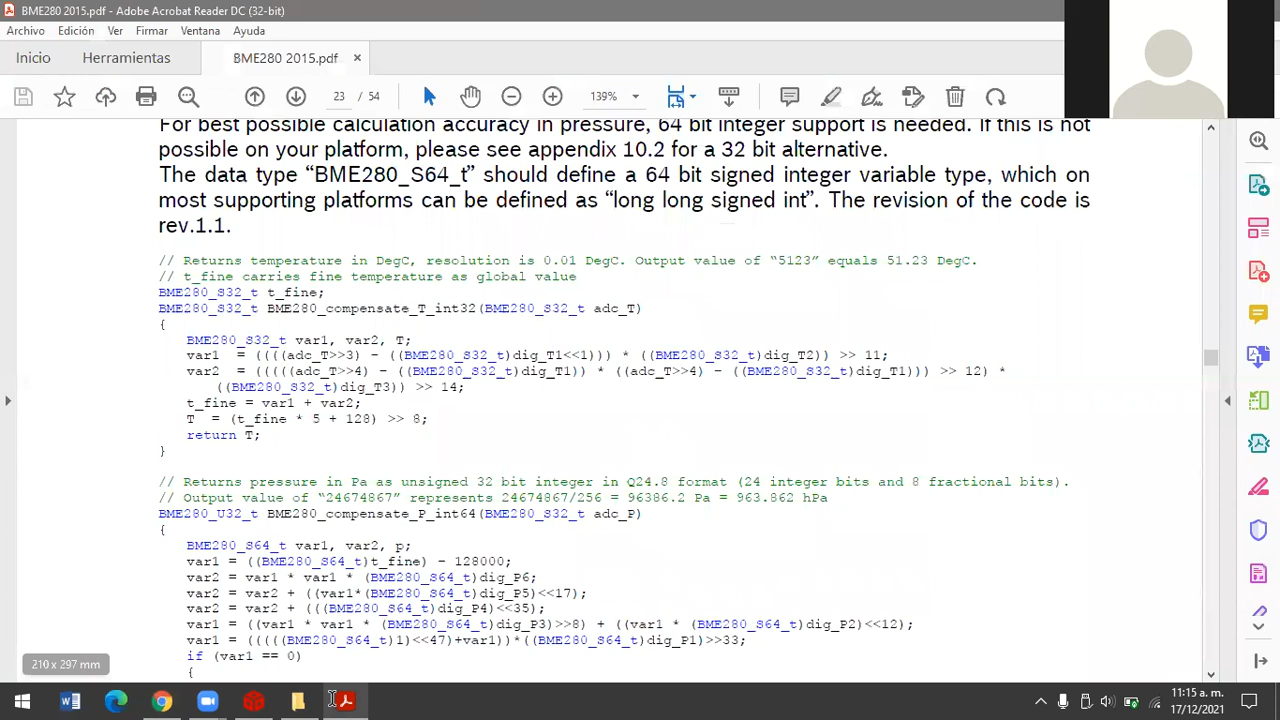 BME280 2015.pdf - Adobe Acrobat Reader DC (32-bit)
Archivo Edición Ver Firmar Ventana Ayuda
Inicio Herramientas BME280 2015.pdf ×
23 / 54 139%
For best possible calculation accuracy in pressure, 64 bit integer support is needed. If this is not
possible on your platform, please see appendix 10.2 for a 32 bit alternative.
The data type “BME280_S64_t” should define a 64 bit signed integer variable type, which on
most supporting platforms can be defined as “long long signed int”. The revision of the code is
rev.1.1.
// Returns temperature in DegC, resolution is 0.01 DegC. Output value of “5123” equals 51.23 DegC.
// t_fine carries fine temperature as global value
BME280_S32_t t_fine;
BME280_S32_t BME280_compensate_T_int32(BME280_S32_t adc_T)
{
BME280_S32_t var1, var2, T;
var1 = ((((adc_T>>3) - ((BME280_S32_t)dig_T1<<1))) * ((BME280_S32_t)dig_T2)) >> 11;
var2 = (((((adc_T>>4) - ((BME280_S32_t)dig_T1)) * ((adc_T>>4) - ((BME280_S32_t)dig_T1))) >> 12) *
((BME280_S32_t)dig_T3)) >> 14;
t_fine = var1 + var2;
T = (t_fine * 5 + 128) >> 8;
return T;
}
// Returns pressure in Pa as unsigned 32 bit integer in Q24.8 format (24 integer bits and 8 fractional bits).
// Output value of “24674867” represents 24674867/256 = 96386.2 Pa = 963.862 hPa
BME280_U32_t BME280_compensate_P_int64(BME280_S32_t adc_P)
{
BME280_S64_t var1, var2, p;
var1 = ((BME280_S64_t)t_fine) - 128000;
var2 = var1 * var1 * (BME280_S64_t)dig_P6;
var2 = var2 + ((var1*(BME280_S64_t)dig_P5)<<17);
var2 = var2 + (((BME280_S64_t)dig_P4)<<35);
var1 = ((var1 * var1 * (BME280_S64_t)dig_P3)>>8) + ((var1 * (BME280_S64_t)dig_P2)<<12);
var1 = (((((BME280_S64_t)1)<<47)+var1))*((BME280_S64_t)dig_P1)>>33;
if (var1 == 0)
{
210 x 297 mm
11:15 a. m.
17/12/2021